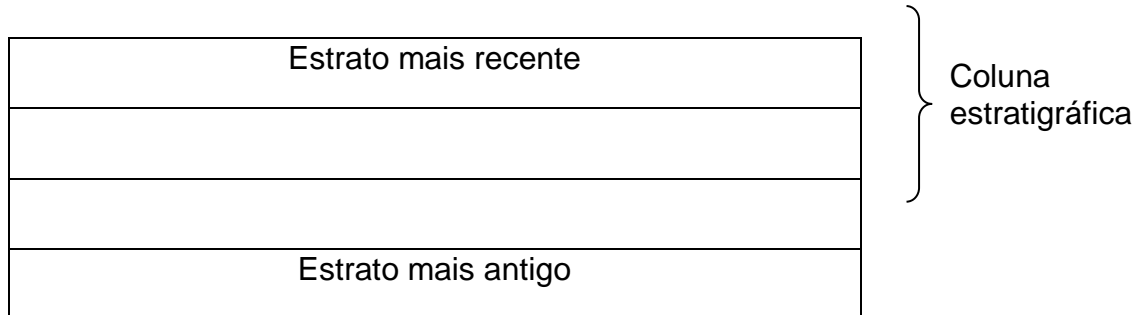 Estrato mais recente
Coluna
estratigráfica
Estrato mais antigo